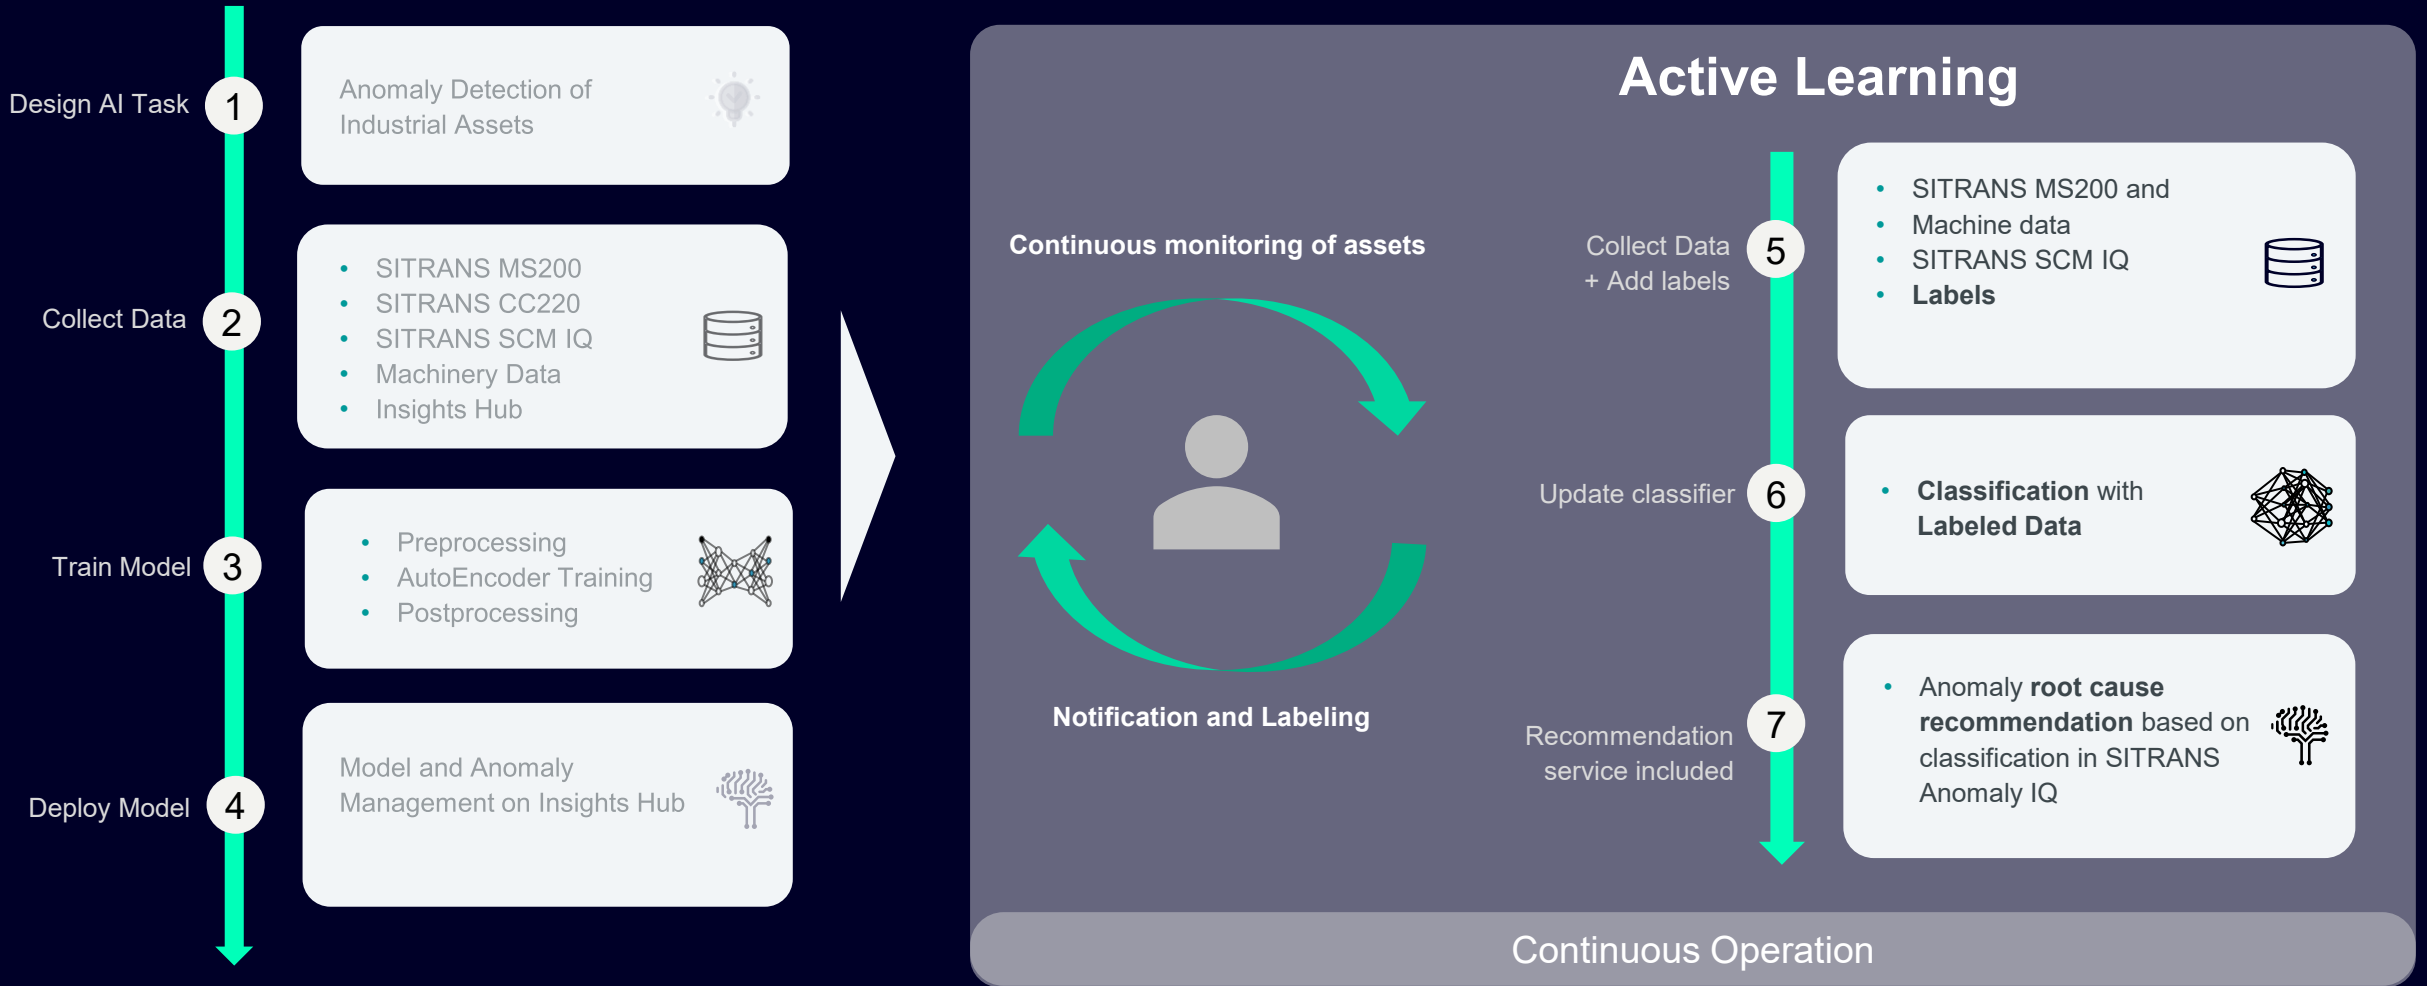 Design AI Task
1
Anomaly Detection of
Industrial Assets
Collect Data
2
• SITRANS MS200
• SITRANS CC220
• SITRANS SCM IQ
• Machinery Data
• Insights Hub
Train Model
3
• Preprocessing
• AutoEncoder Training
• Postprocessing
Deploy Model
4
Model and Anomaly
Management on Insights Hub
Active Learning
Continuous monitoring of assets
Notification and Labeling
Collect Data
+ Add labels
5
• SITRANS MS200 and
• Machine data
• SITRANS SCM IQ
• Labels
Update classifier
6
• Classification with
Labeled Data
Recommendation
service included
7
• Anomaly root cause
recommendation based on
classification in SITRANS
Anomaly IQ
Continuous Operation